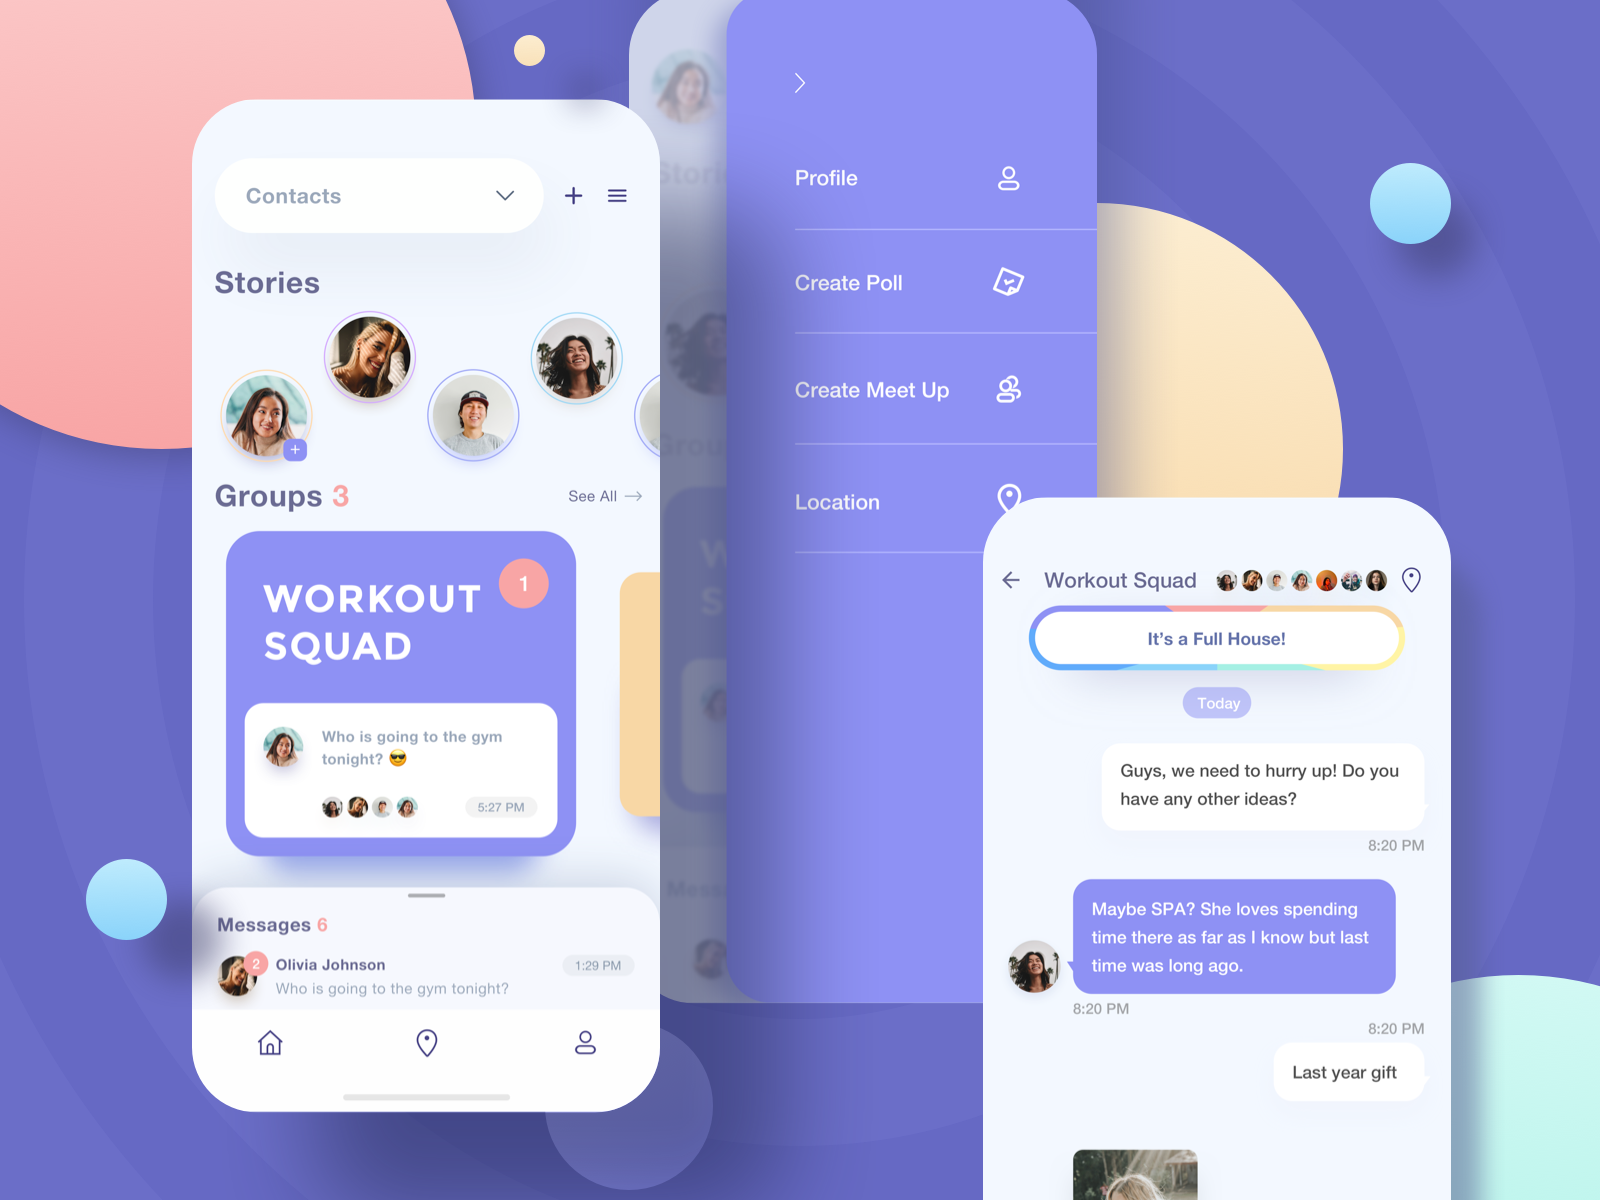 Contacts
Stories
Groups 3
See All
WORKOUT
SQUAD
1
Who is going to the gym
tonight? 😎
5:27 PM
Messages 6
2
Olivia Johnson
1:29 PM
Who is going to the gym tonight?
Profile
Create Poll
Create Meet Up
Location
Workout Squad
It's a Full House!
Today
Guys, we need to hurry up! Do you
have any other ideas?
8:20 PM
Maybe SPA? She loves spending
time there as far as I know but last
time was long ago.
8:20 PM
8:20 PM
Last year gift